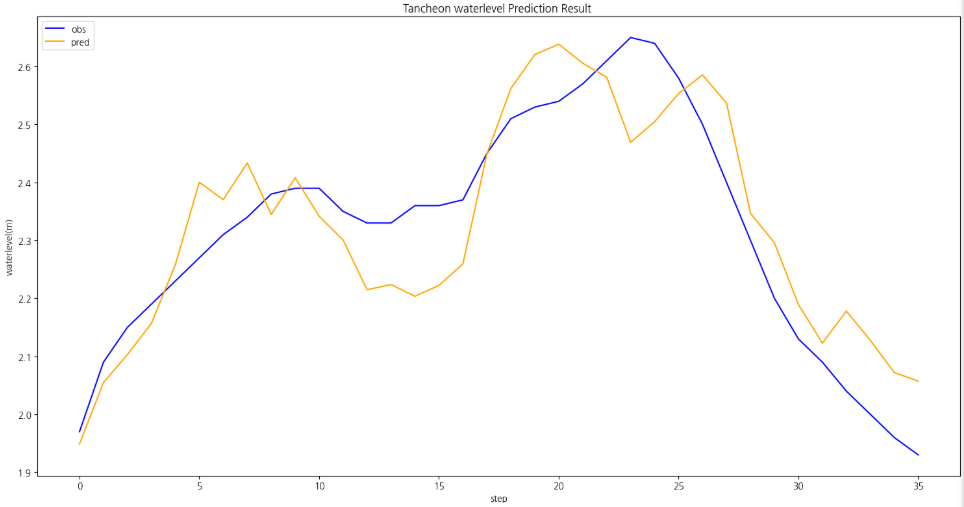 Tancheon waterlevel Prediction Result
obs
pred
2.6
2.5
2.4
2.3
2.2
2.1
2.0
1.9
waterlevel(m)
0 5 10 15 20 25 30 35
step